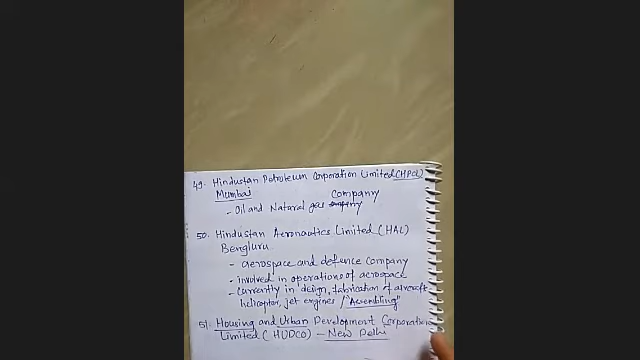 49. Hindustan Petroleum Corporation Limited (HPCL)
Mumbai
- Oil and Natural gas Company
50. Hindustan Aeronautics Limited (HAL)
Bengluru
- aerospace and defence company
- involved in operations of aerospace
- currently in design, fabrication of aircraft
helicoptor, jet engines / "Assembling"
51. Housing and Urban Development Corporation
Limited (HUDCO) - New Delhi